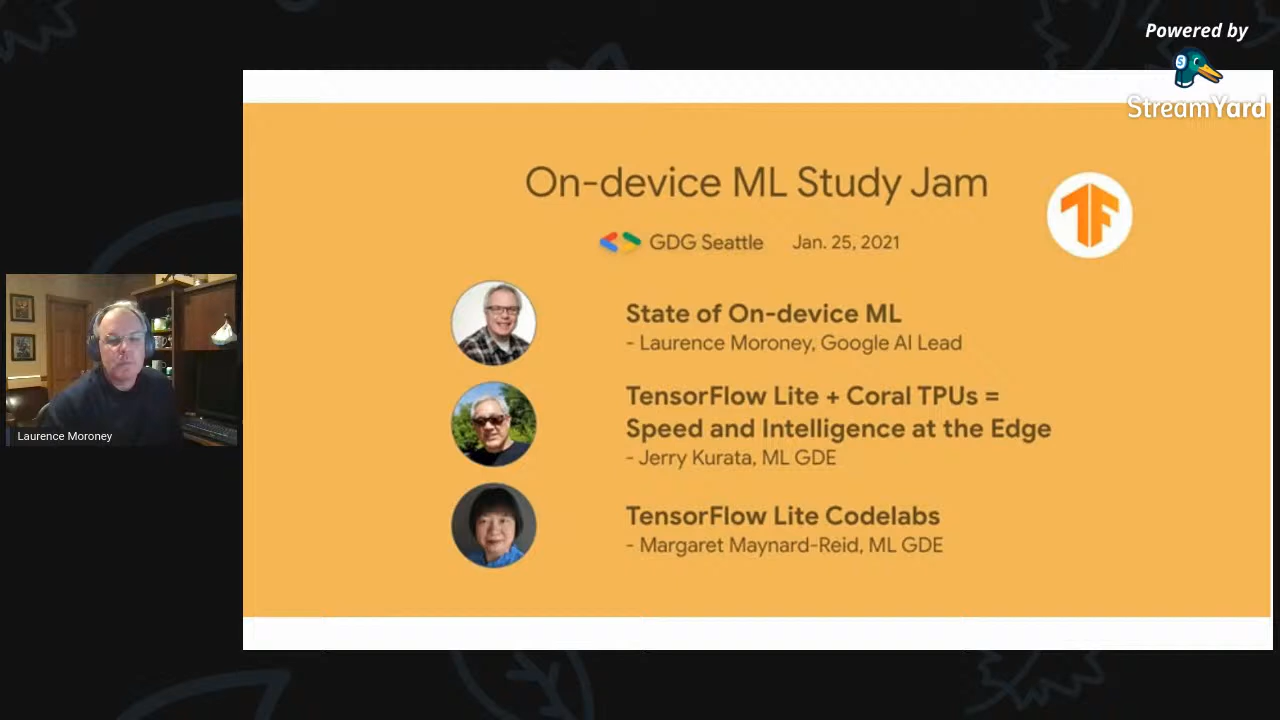 Powered by
StreamYard
On-device ML Study Jam
GDG Seattle Jan. 25, 2021
State of On-device ML
- Laurence Moroney, Google AI Lead
TensorFlow Lite + Coral TPUs =
Speed and Intelligence at the Edge
- Jerry Kurata, ML GDE
TensorFlow Lite Codelabs
- Margaret Maynard-Reid, ML GDE
Laurence Moroney